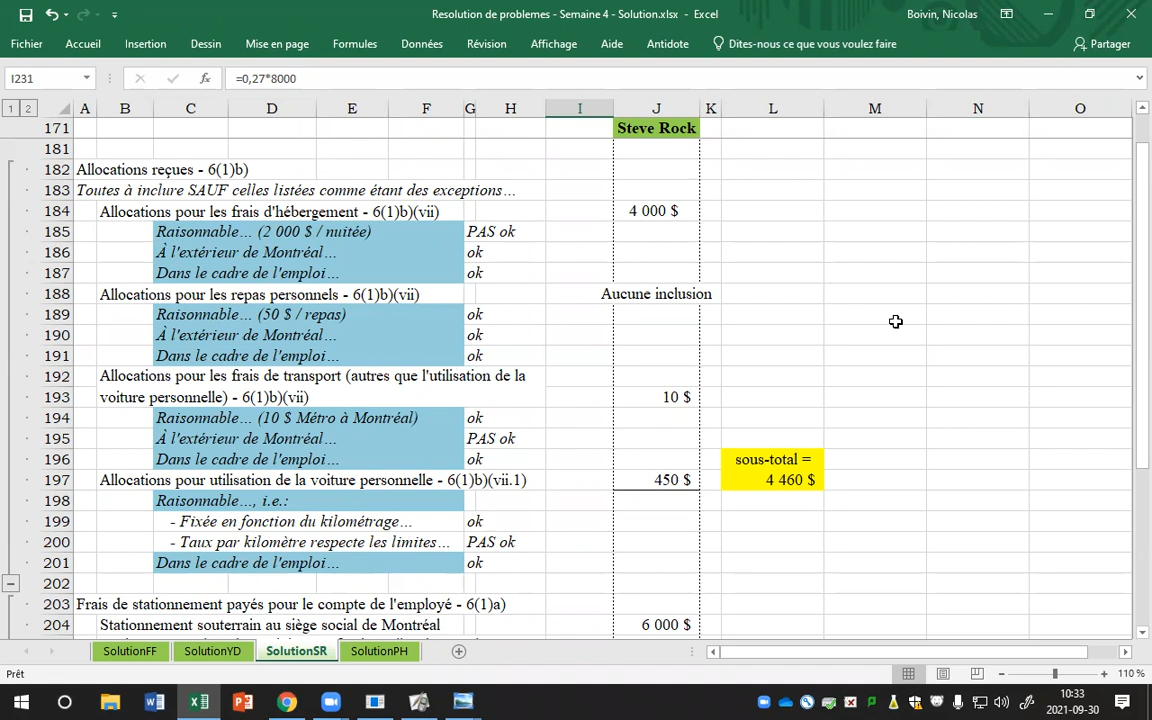 Resolution de problemes - Semaine 4 - Solution.xlsx - Excel
Boivin, Nicolas
Fichier Accueil Insertion Dessin Mise en page Formules Données Révision Affichage Aide Antidote Dites-nous ce que vous voulez faire Partager
I231 fx =0,27*8000
1 2 A B C D E F G H I J K L M N O
171 Steve Rock
181
182 Allocations reçues - 6(1)b)
183 Toutes à inclure SAUF celles listées comme étant des exceptions…
184 Allocations pour les frais d'hébergement - 6(1)b)(vii) 4 000 $
185 Raisonnable… (2 000 $ / nuitée) PAS ok
186 À l'extérieur de Montréal… ok
187 Dans le cadre de l'emploi… ok
188 Allocations pour les repas personnels - 6(1)b)(vii) Aucune inclusion
189 Raisonnable… (50 $ / repas) ok
190 À l'extérieur de Montréal… ok
191 Dans le cadre de l'emploi… ok
192 Allocations pour les frais de transport (autres que l'utilisation de la
193 voiture personnelle) - 6(1)b)(vii) 10 $
194 Raisonnable… (10 $ Métro à Montréal) ok
195 À l'extérieur de Montréal… PAS ok
196 Dans le cadre de l'emploi… ok sous-total =
197 Allocations pour utilisation de la voiture personnelle - 6(1)b)(vii.1) 450 $ 4 460 $
198 Raisonnable…, i.e.:
199 - Fixée en fonction du kilométrage… ok
200 - Taux par kilomètre respecte les limites… PAS ok
201 Dans le cadre de l'emploi… ok
202
203 Frais de stationnement payés pour le compte de l'employé - 6(1)a)
204 Stationnement souterrain au siège social de Montréal 6 000 $
SolutionFF SolutionYD SolutionSR SolutionPH
Prêt 110 %
10:33
2021-09-30